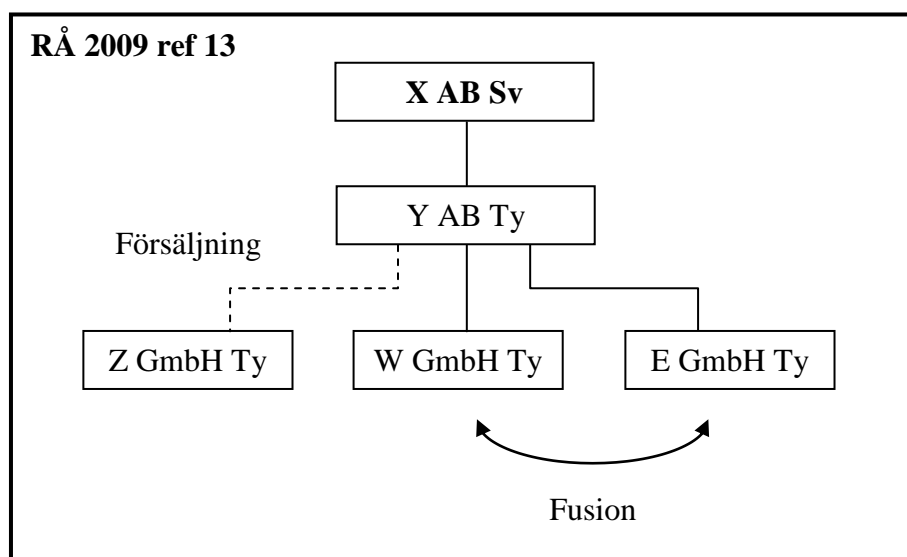 RÅ 2009 ref 13
X AB Sv
Y AB Ty
Försäljning
Z GmbH Ty
W GmbH Ty
E GmbH Ty
Fusion